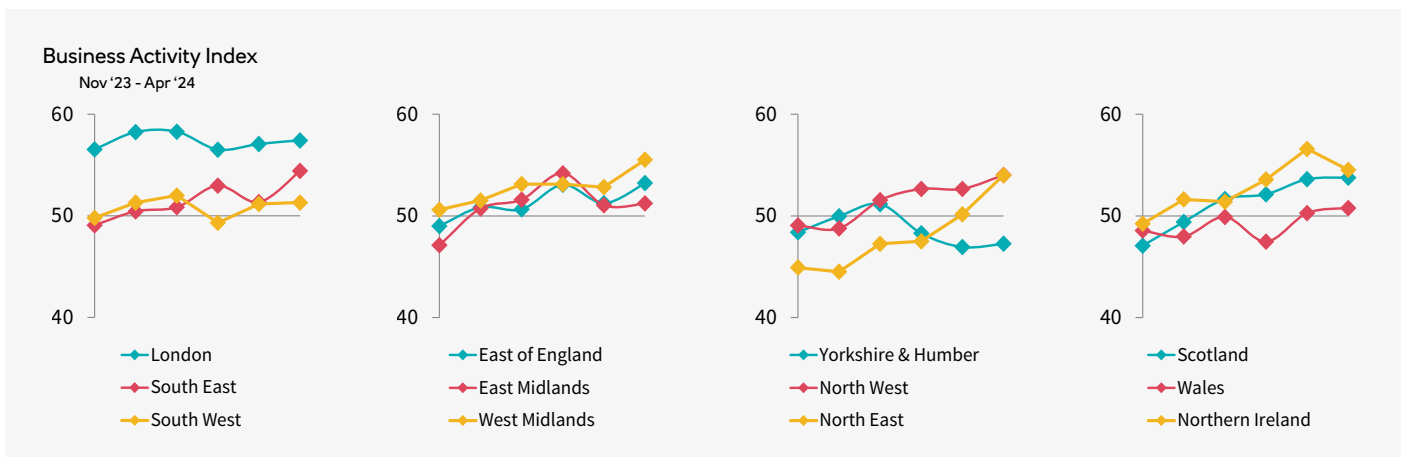 Business Activity Index
Nov ‘23 - Apr ‘24
60
50
40
London
South East
South West
60
50
40
East of England
East Midlands
West Midlands
60
50
40
Yorkshire & Humber
North West
North East
60
50
40
Scotland
Wales
Northern Ireland